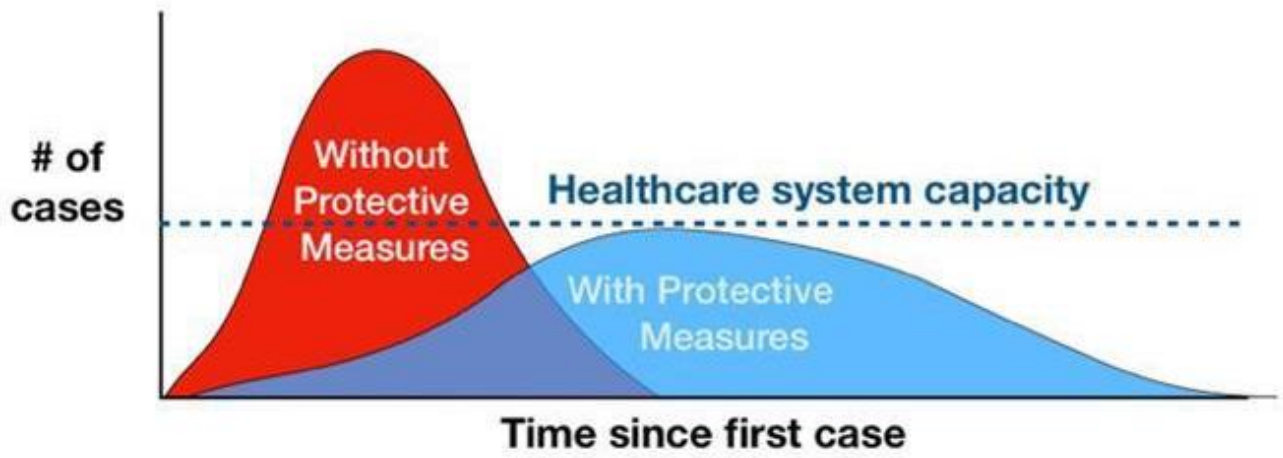 # of
cases
Without
Protective
Measures
Healthcare system capacity
With Protective
Measures
Time since first case